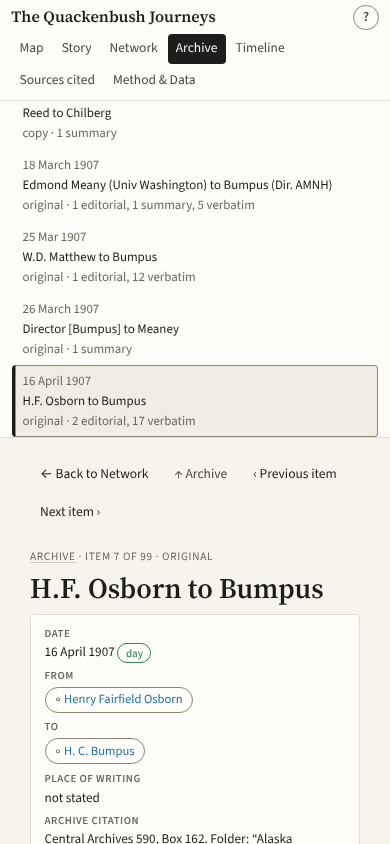 The Quackenbush Journeys
?
Map Story Network Archive Timeline
Sources cited Method & Data
Reed to Chilberg
copy · 1 summary
18 March 1907
Edmond Meany (Univ Washington) to Bumpus (Dir. AMNH)
original · 1 editorial, 1 summary, 5 verbatim
25 Mar 1907
W.D. Matthew to Bumpus
original · 1 editorial, 12 verbatim
26 March 1907
Director [Bumpus] to Meaney
original · 1 summary
16 April 1907
H.F. Osborn to Bumpus
original · 2 editorial, 17 verbatim
← Back to Network ↑ Archive ‹ Previous item
Next item ›
ARCHIVE · ITEM 7 OF 99 · ORIGINAL
H.F. Osborn to Bumpus
DATE
16 April 1907 day
FROM
Henry Fairfield Osborn
TO
H. C. Bumpus
PLACE OF WRITING
not stated
ARCHIVE CITATION
Central Archives 590, Box 162. Folder: “Alaska